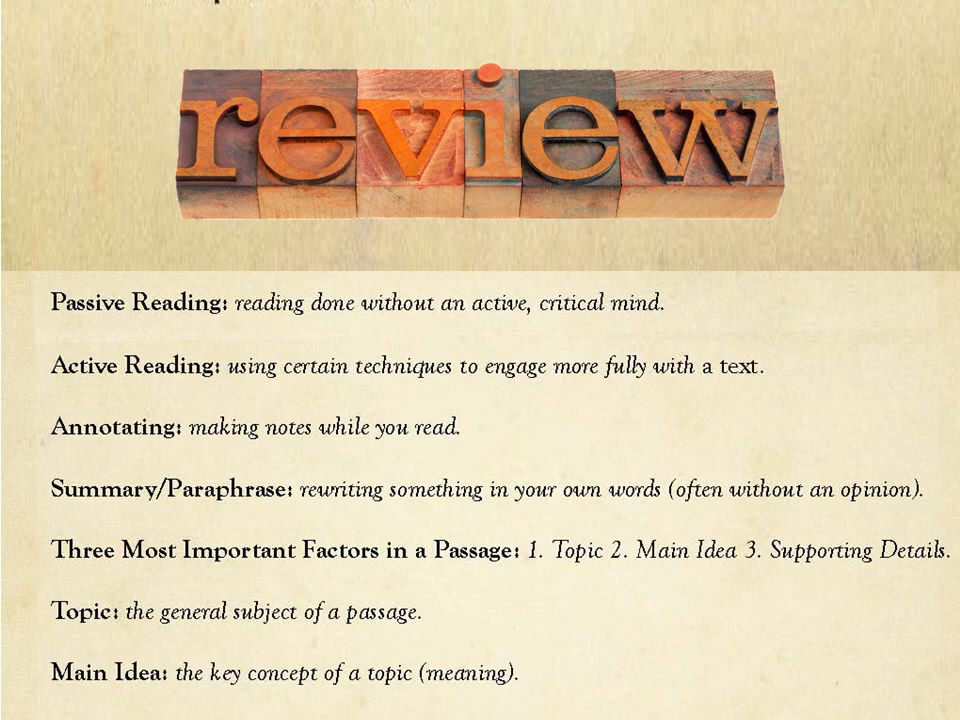 review
Passive Reading: reading done without an active, critical mind.
Active Reading: using certain techniques to engage more fully with a text.
Annotating: making notes while you read.
Summary/Paraphrase: rewriting something in your own words (often without an opinion).
Three Most Important Factors in a Passage: 1. Topic 2. Main Idea 3. Supporting Details.
Topic: the general subject of a passage.
Main Idea: the key concept of a topic (meaning).